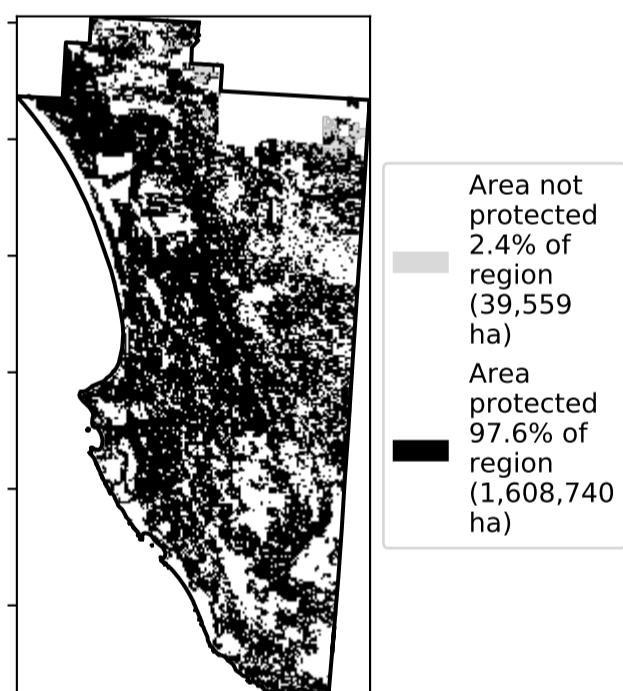 Area not
protected
2.4% of
region
(39,559
ha)
Area
protected
97.6% of
region
(1,608,740
ha)